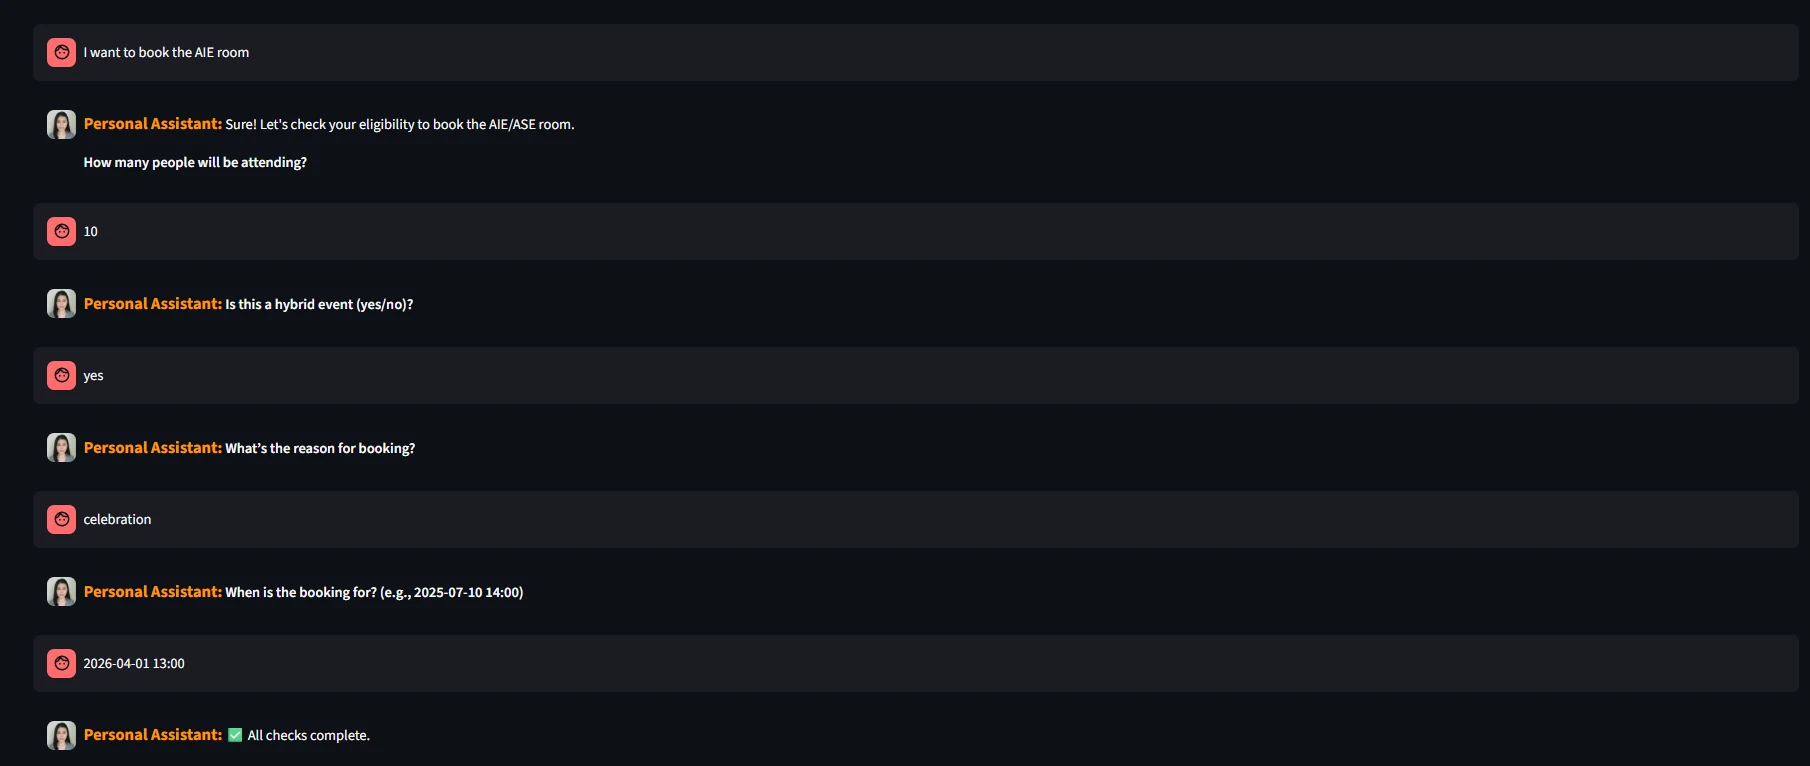 I want to book the AIE room
Personal Assistant: Sure! Let's check your eligibility to book the AIE/ASE room.
How many people will be attending?
10
Personal Assistant: Is this a hybrid event (yes/no)?
yes
Personal Assistant: What’s the reason for booking?
celebration
Personal Assistant: When is the booking for? (e.g., 2025-07-10 14:00)
2026-04-01 13:00
Personal Assistant: ✅ All checks complete.